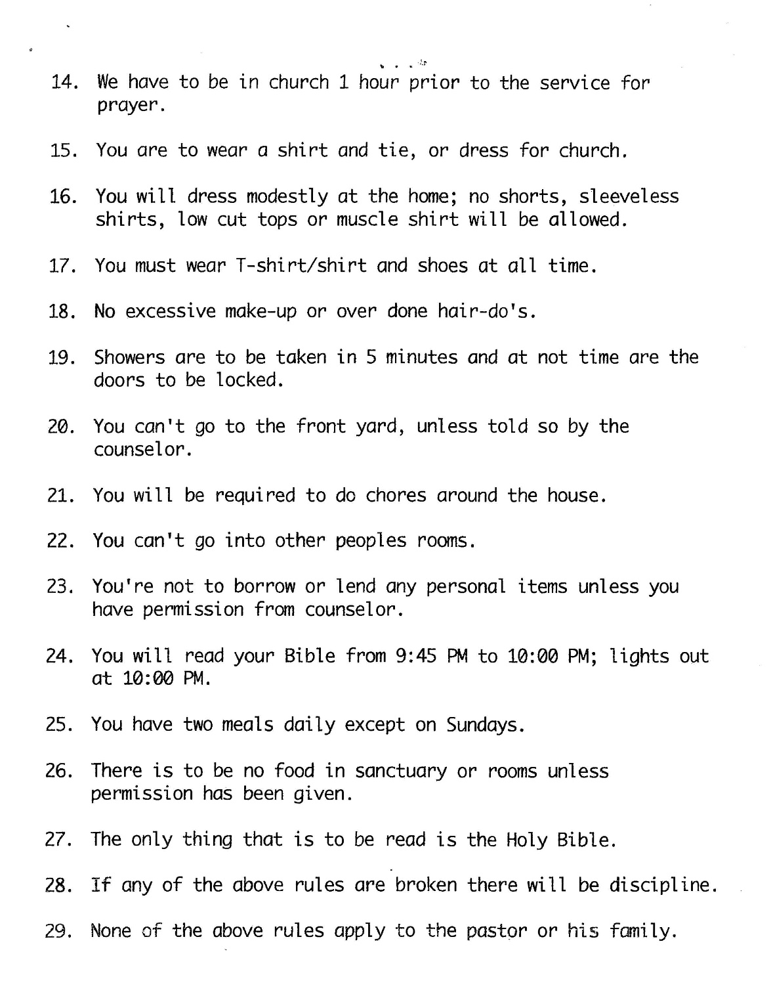 14. We have to be in church 1 hour prior to the service for
prayer.
15. You are to wear a shirt and tie, or dress for church.
16. You will dress modestly at the home; no shorts, sleeveless
shirts, low cut tops or muscle shirt will be allowed.
17. You must wear T-shirt/shirt and shoes at all time.
18. No excessive make-up or over done hair-do's.
19. Showers are to be taken in 5 minutes and at not time are the
doors to be locked.
20. You can't go to the front yard, unless told so by the
counselor.
21. You will be required to do chores around the house.
22. You can't go into other peoples rooms.
23. You're not to borrow or lend any personal items unless you
have permission from counselor.
24. You will read your Bible from 9:45 PM to 10:00 PM; lights out
at 10:00 PM.
25. You have two meals daily except on Sundays.
26. There is to be no food in sanctuary or rooms unless
permission has been given.
27. The only thing that is to be read is the Holy Bible.
28. If any of the above rules are broken there will be discipline.
29. None of the above rules apply to the pastor or his family.